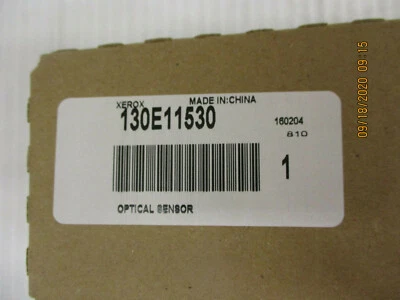 XEROX MADE IN:CHINA
130E11530 160204
810
1
OPTICAL SENSOR
09/18/2020 09:15